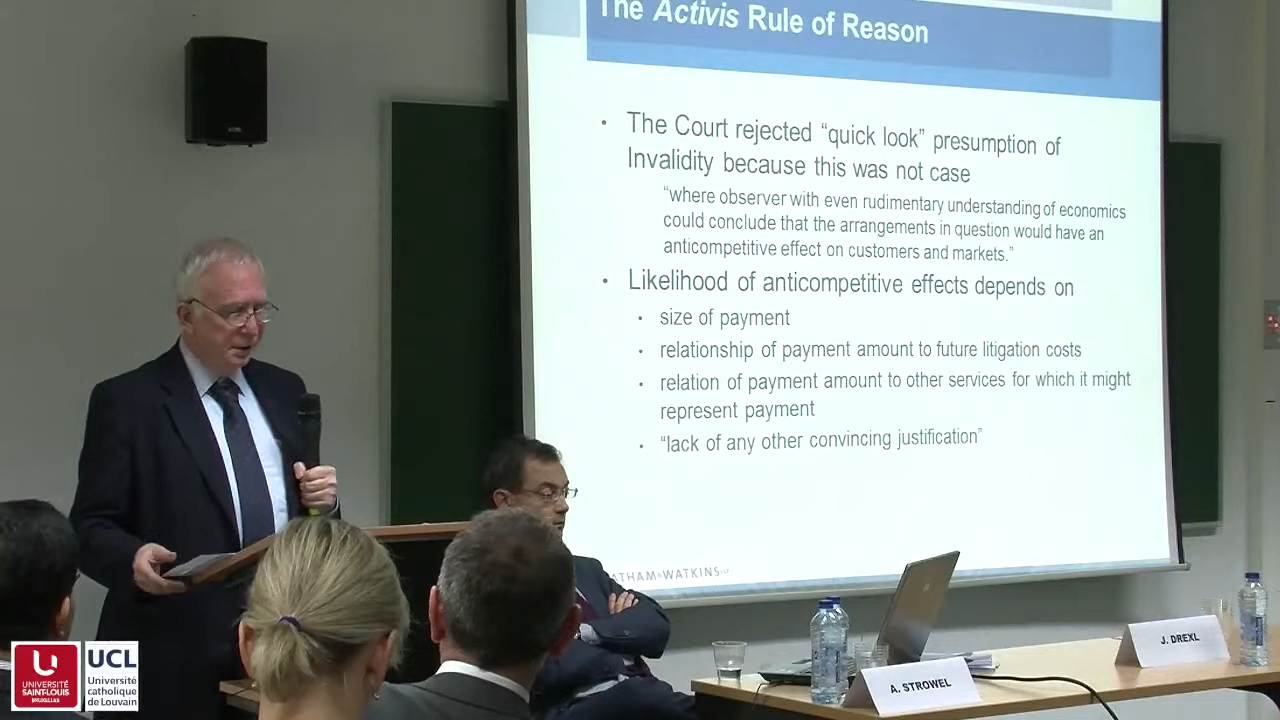 The Activis Rule of Reason
• The Court rejected “quick look” presumption of
Invalidity because this was not case
“where observer with even rudimentary understanding of economics
could conclude that the arrangements in question would have an
anticompetitive effect on customers and markets.”
• Likelihood of anticompetitive effects depends on
• size of payment
• relationship of payment amount to future litigation costs
• relation of payment amount to other services for which it might
represent payment
• “lack of any other convincing justification”
ATHAM&WATKINS LLP
A. STROWEL
J. DREXL
UNIVERSITÉ
SAINT-LOUIS
BRUXELLES
UCL
Université
catholique
de Louvain